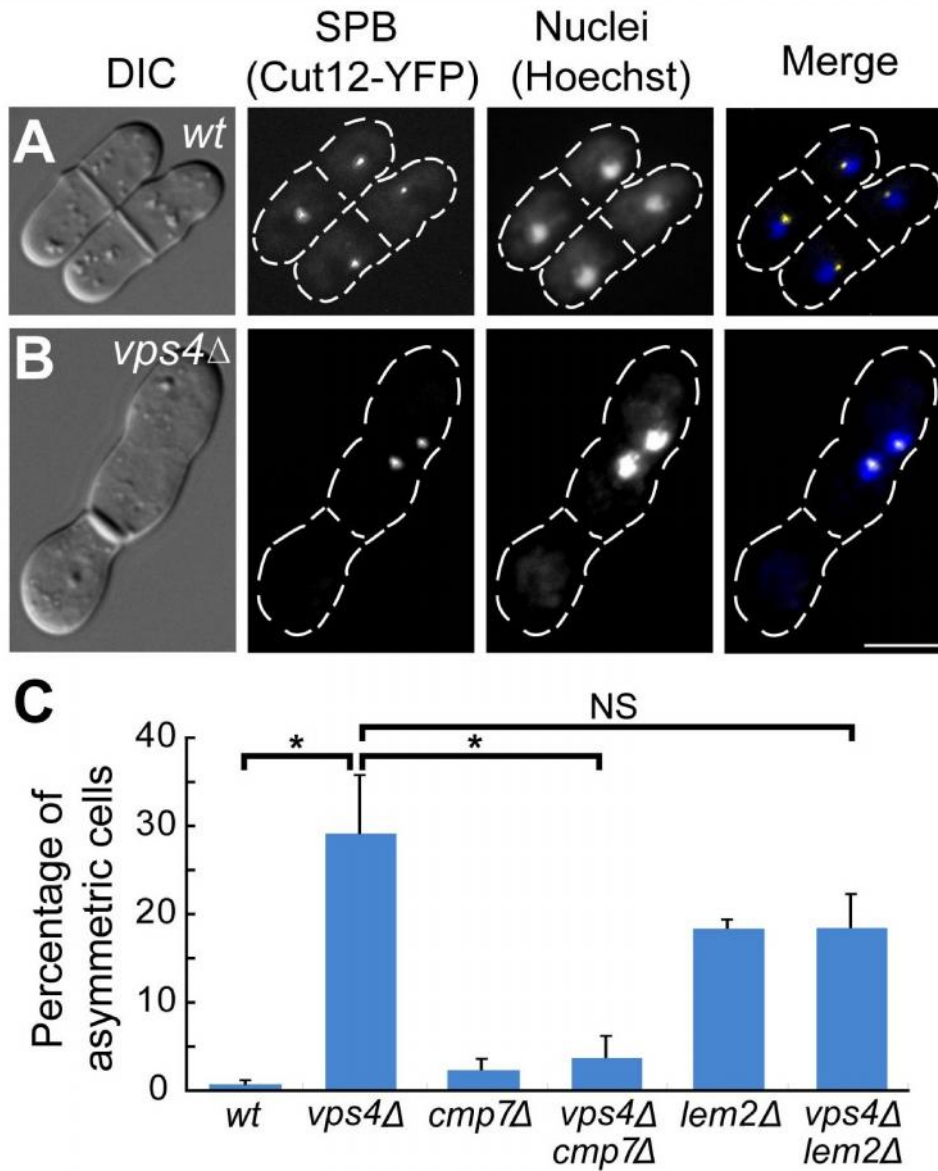 DIC
SPB
(Cut12-YFP)
Nuclei
(Hoechst)
Merge
A
wt
B
vps4Δ
C
NS
*
*
Percentage of
asymmetric cells
40
30
20
10
0
wt
vps4Δ
cmp7Δ
vps4Δ
cmp7Δ
lem2Δ
vps4Δ
lem2Δ